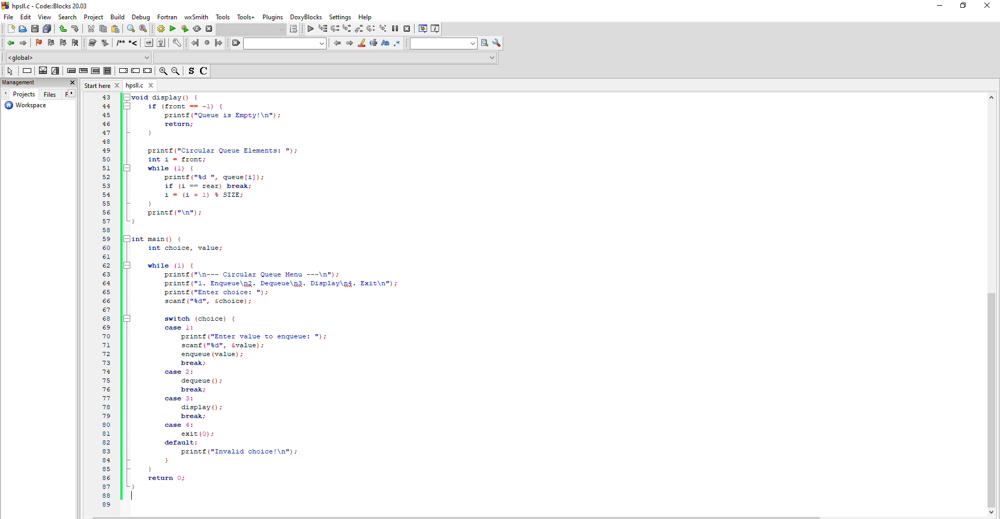 hpsll.c - Code::Blocks 20.03
File Edit View Search Project Build Debug Fortran wxSmith Tools Tools+ Plugins DoxyBlocks Settings Help
/** *<
Aa .*
<global>
S C
Management
Start here hpsll.c
Projects Files F
Workspace
43 void display() {
44     if (front == -1) {
45         printf("Queue is Empty!\n");
46         return;
47     }
48
49     printf("Circular Queue Elements: ");
50     int i = front;
51     while (1) {
52         printf("%d ", queue[i]);
53         if (i == rear) break;
54         i = (i + 1) % SIZE;
55     }
56     printf("\n");
57 }
58
59 int main() {
60     int choice, value;
61
62     while (1) {
63         printf("\n--- Circular Queue Menu ---\n");
64         printf("1. Enqueue\n2. Dequeue\n3. Display\n4. Exit\n");
65         printf("Enter choice: ");
66         scanf("%d", &choice);
67
68         switch (choice) {
69         case 1:
70             printf("Enter value to enqueue: ");
71             scanf("%d", &value);
72             enqueue(value);
73             break;
74         case 2:
75             dequeue();
76             break;
77         case 3:
78             display();
79             break;
80         case 4:
81             exit(0);
82         default:
83             printf("Invalid choice!\n");
84         }
85     }
86     return 0;
87 }
88
89